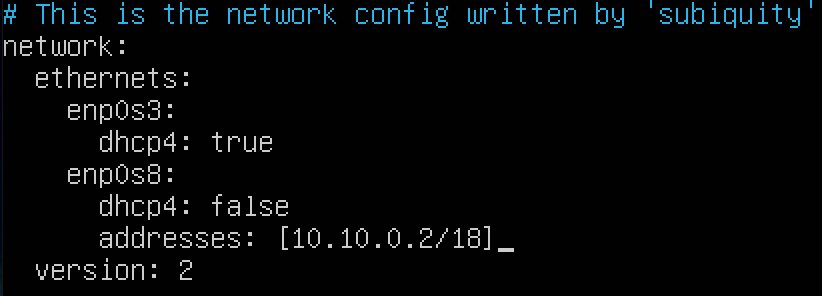 # This is the network config written by 'subiquity'
network:
  ethernets:
    enp0s3:
      dhcp4: true
    enp0s8:
      dhcp4: false
      addresses: [10.10.0.2/18]_
  version: 2